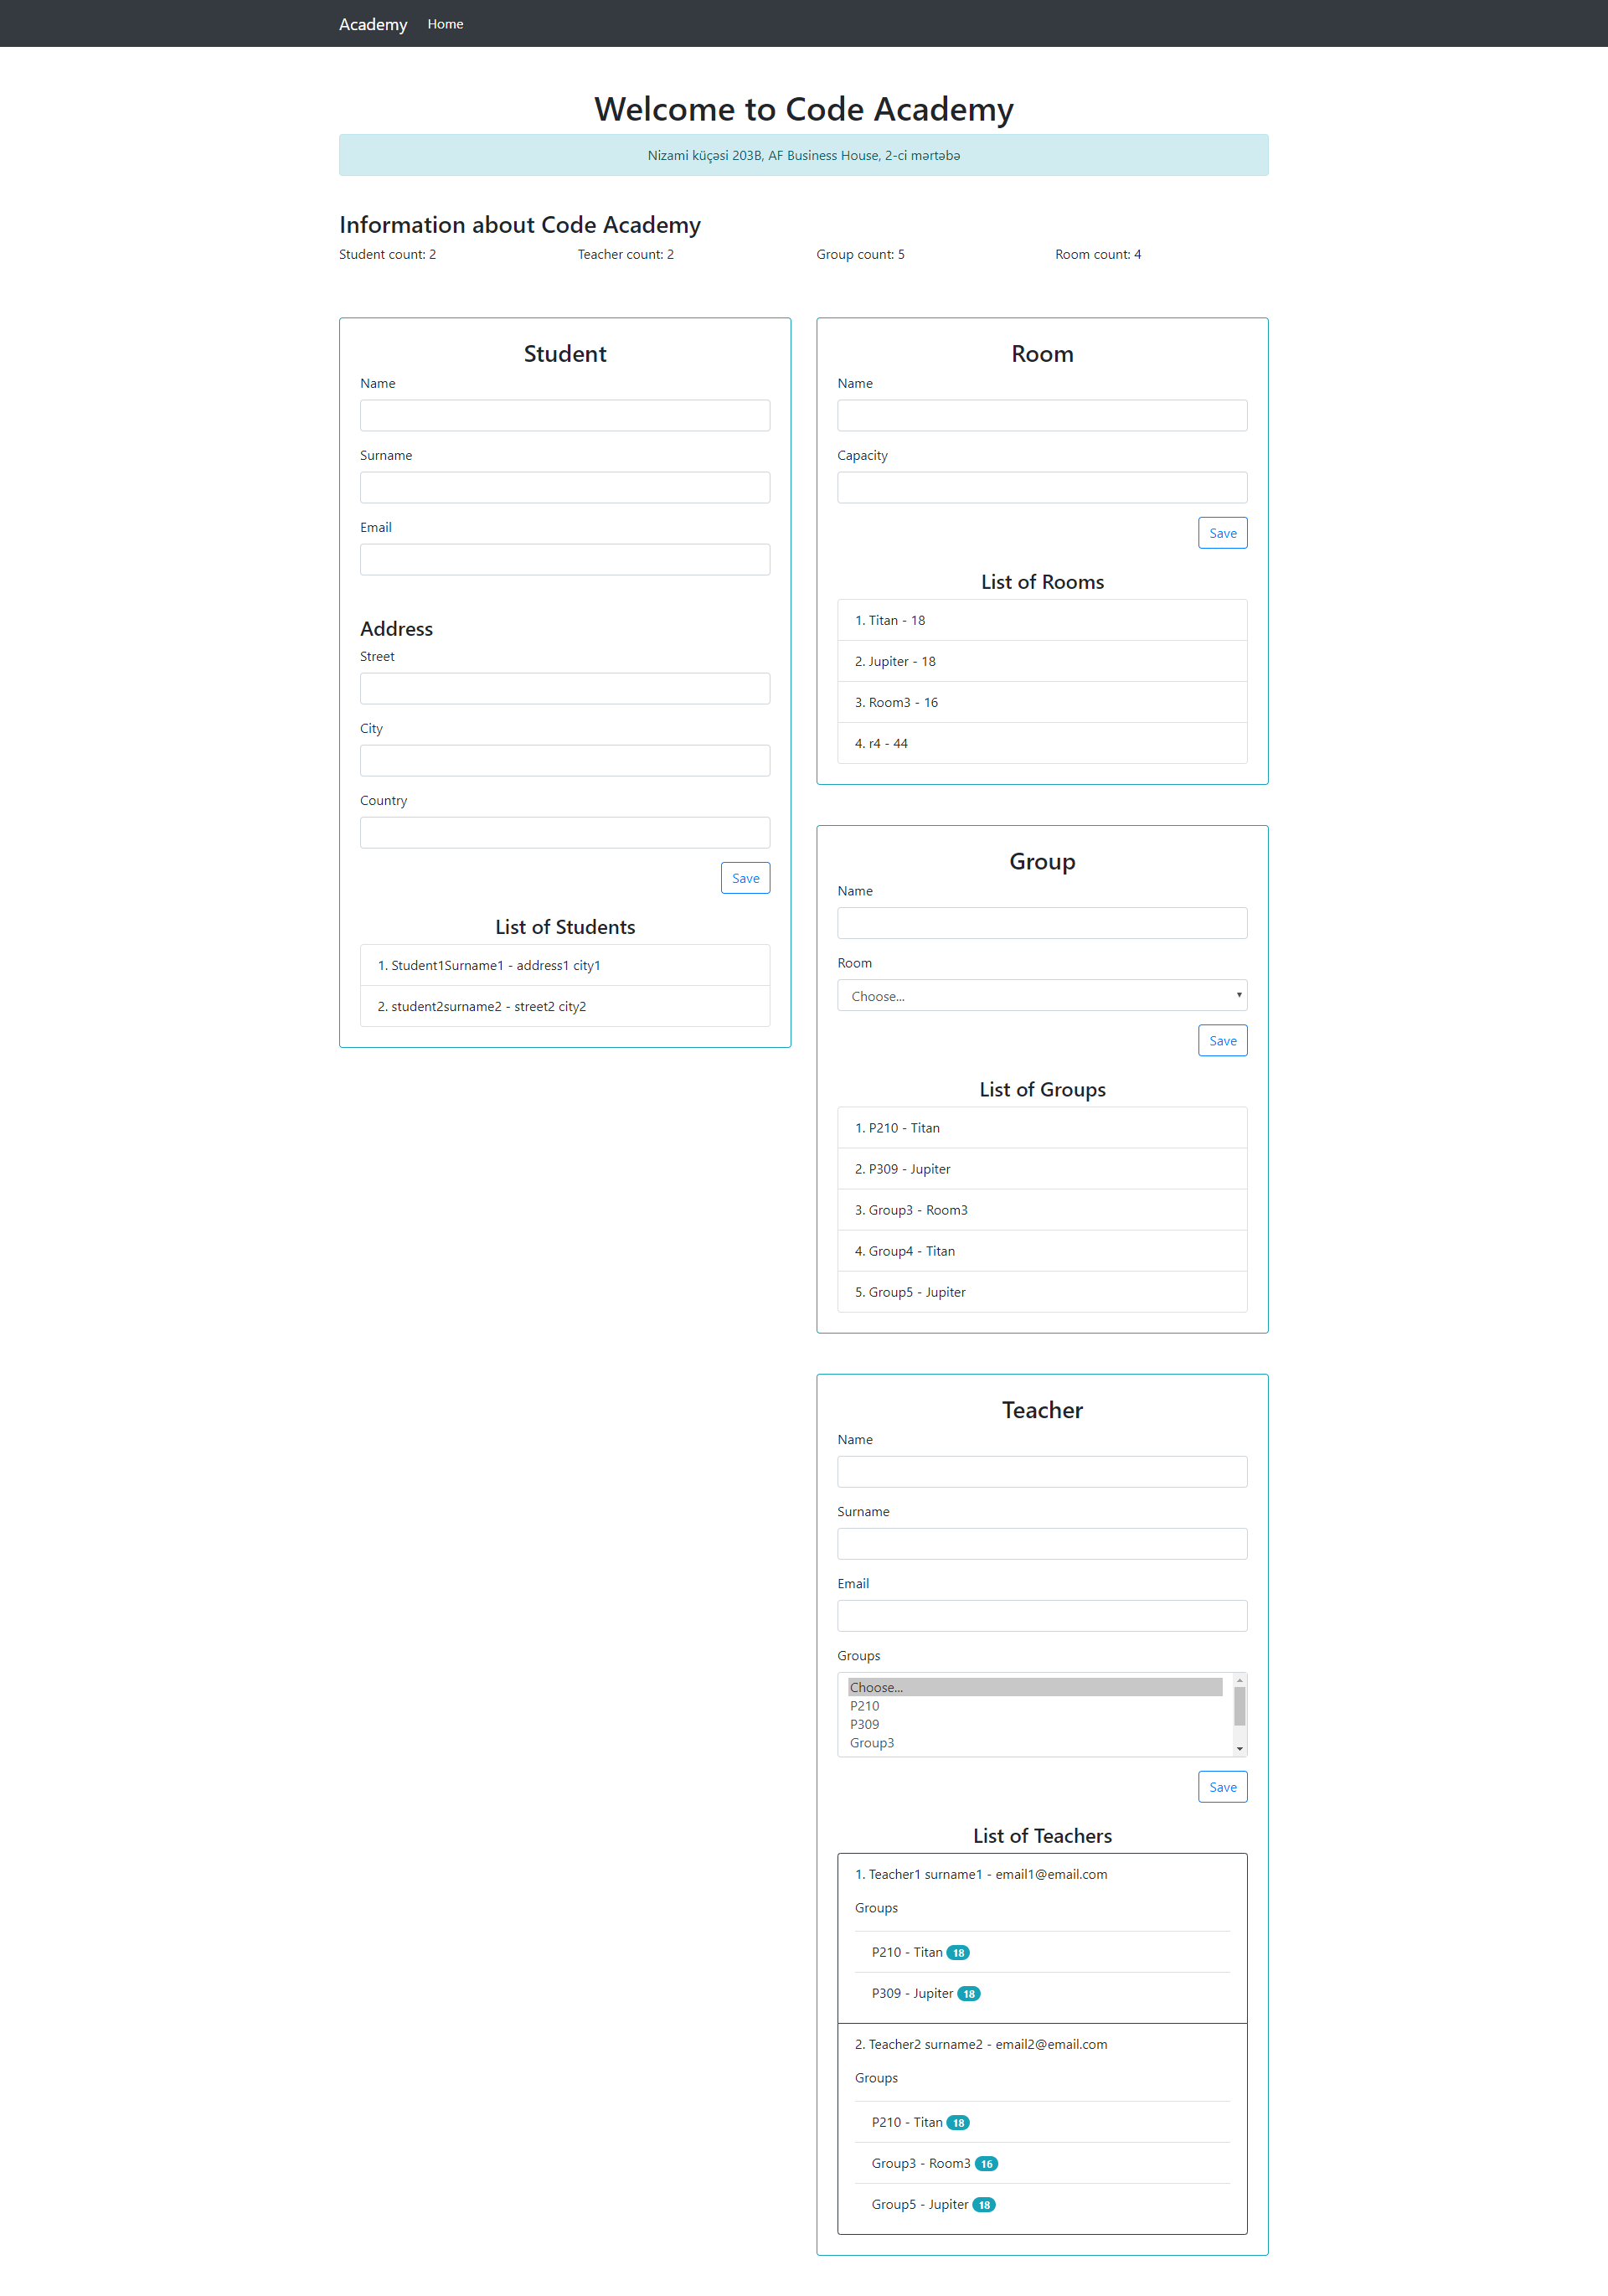 Academy Home
Welcome to Code Academy
Nizami küçəsi 203B, AF Business House, 2-ci mərtəbə
Information about Code Academy
Student count: 2 Teacher count: 2 Group count: 5 Room count: 4
Student
Name
Surname
Email
Address
Street
City
Country
Save
List of Students
1. Student1Surname1 - address1 city1
2. student2surname2 - street2 city2
Room
Name
Capacity
Save
List of Rooms
1. Titan - 18
2. Jupiter - 18
3. Room3 - 16
4. r4 - 44
Group
Name
Room
Choose...
Save
List of Groups
1. P210 - Titan
2. P309 - Jupiter
3. Group3 - Room3
4. Group4 - Titan
5. Group5 - Jupiter
Teacher
Name
Surname
Email
Groups
Choose...
P210
P309
Group3
Save
List of Teachers
1. Teacher1 surname1 - email1@email.com
Groups
P210 - Titan 18
P309 - Jupiter 18
2. Teacher2 surname2 - email2@email.com
Groups
P210 - Titan 18
Group3 - Room3 16
Group5 - Jupiter 18